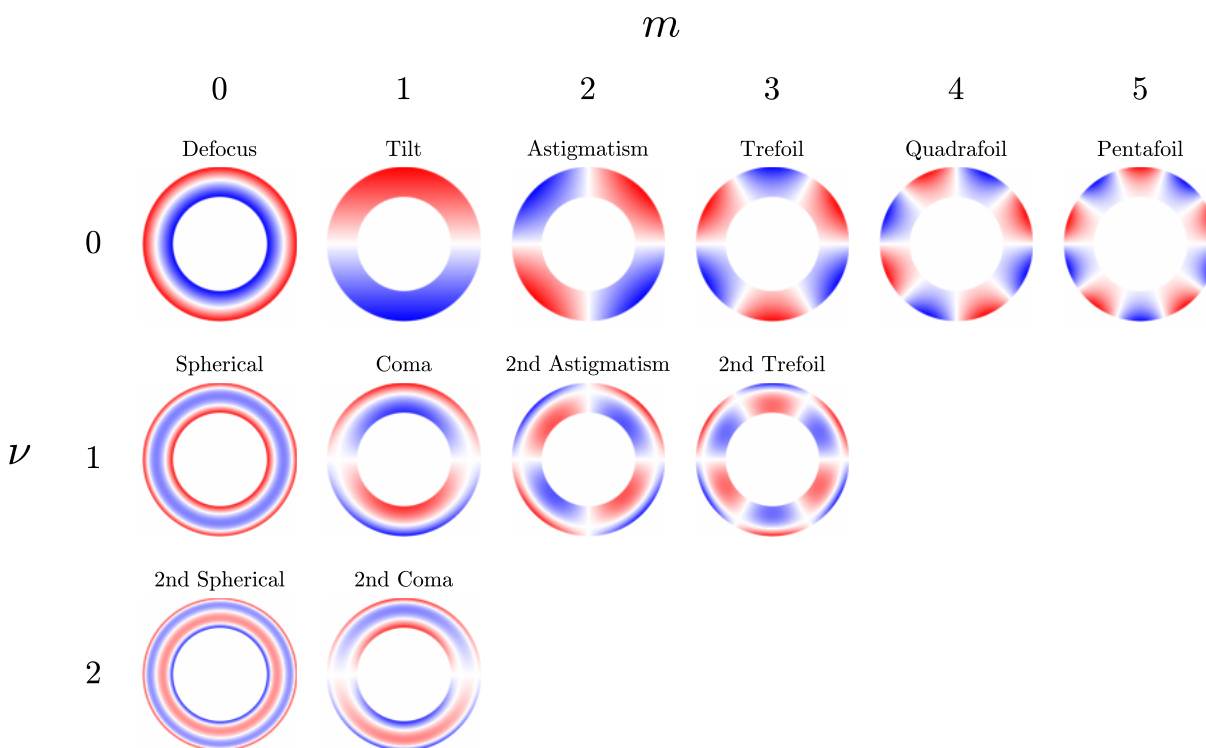 m
0 1 2 3 4 5
Defocus Tilt Astigmatism Trefoil Quadrafoil Pentafoil
0
Spherical Coma 2nd Astigmatism 2nd Trefoil
ν 1
2nd Spherical 2nd Coma
2